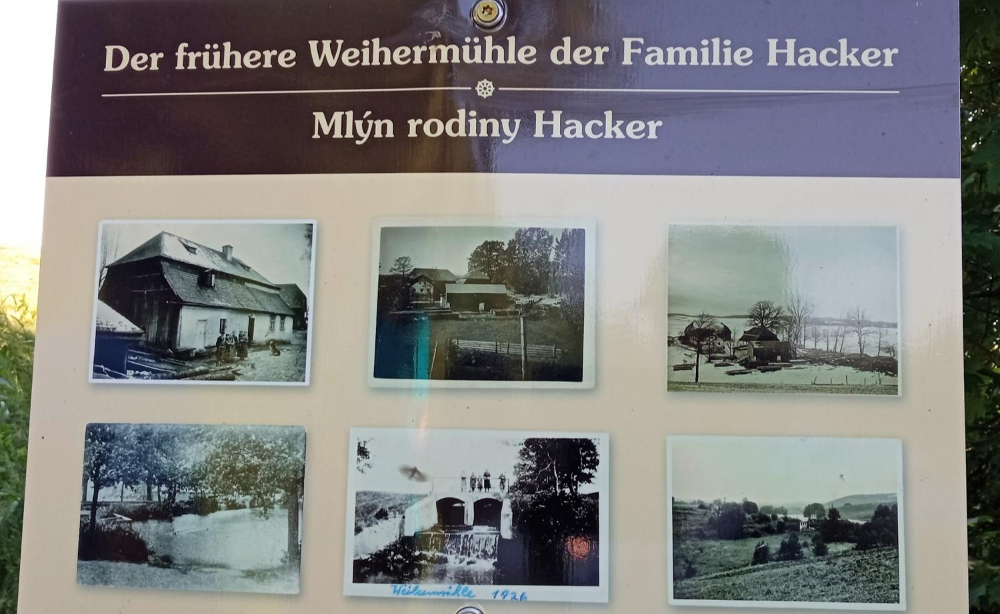 Der frühere Weihermühle der Familie Hacker
Mlýn rodiny Hacker
Weihermühle 1926